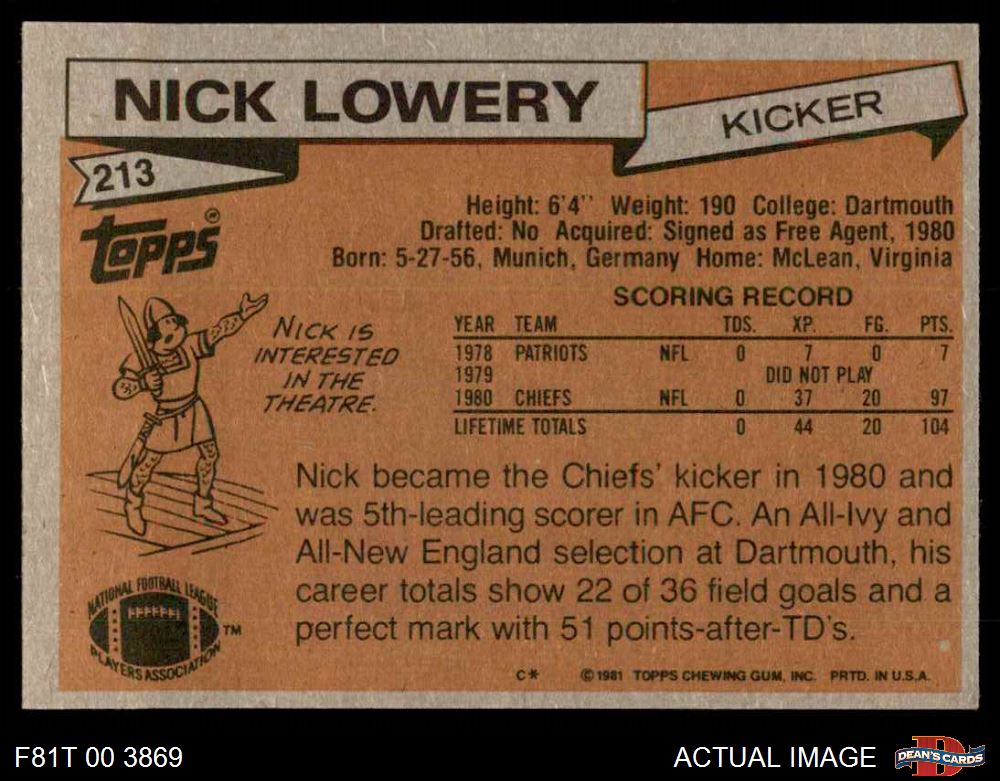 NICK LOWERY
KICKER
213
topps®
Height: 6'4" Weight: 190 College: Dartmouth
Drafted: No Acquired: Signed as Free Agent, 1980
Born: 5-27-56, Munich, Germany Home: McLean, Virginia
NICK IS
INTERESTED
IN THE
THEATRE.
SCORING RECORD
YEAR TEAM TDS. XP. FG. PTS.
1978 PATRIOTS NFL 0 7 0 7
1979 DID NOT PLAY
1980 CHIEFS NFL 0 37 20 97
LIFETIME TOTALS 0 44 20 104
Nick became the Chiefs' kicker in 1980 and
was 5th-leading scorer in AFC. An All-Ivy and
All-New England selection at Dartmouth, his
career totals show 22 of 36 field goals and a
perfect mark with 51 points-after-TD's.
NATIONAL FOOTBALL LEAGUE
PLAYERS ASSOCIATION
TM
C* © 1981 TOPPS CHEWING GUM, INC. PRTD. IN U.S.A.
F81T 00 3869
ACTUAL IMAGE
D
DEAN'S CARDS